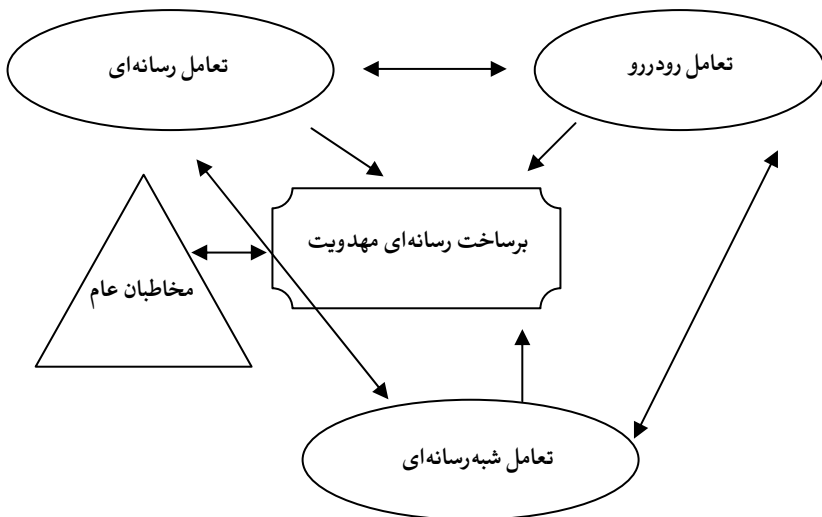 تعامل رودررو
تعامل رسانه‌ای
برساخت رسانه‌ای مهدویت
مخاطبان عام
تعامل شبه‌رسانه‌ای